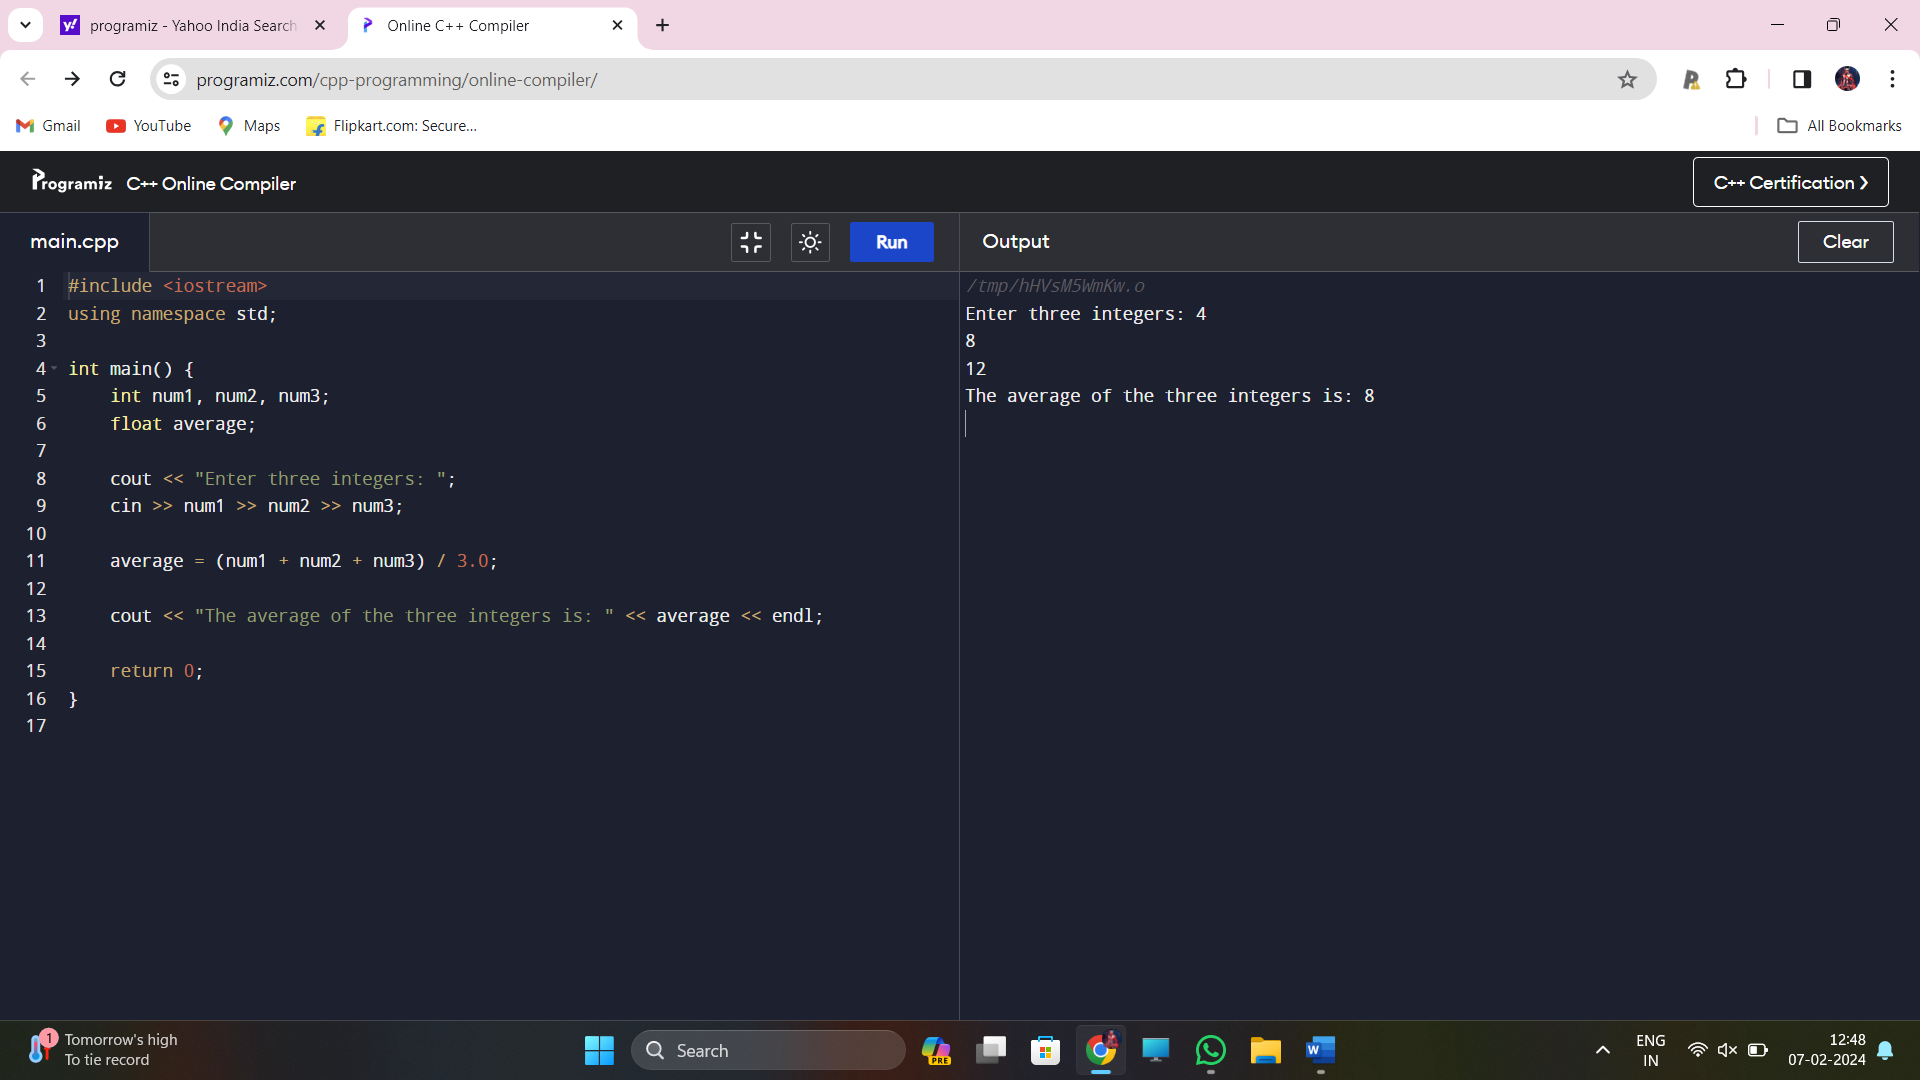 programiz - Yahoo India Search
Online C++ Compiler
programiz.com/cpp-programming/online-compiler/
Gmail
YouTube
Maps
Flipkart.com: Secure...
All Bookmarks
Programiz
C++ Online Compiler
C++ Certification
main.cpp
Run
Output
Clear
1 #include <iostream>
2 using namespace std;
3
4 int main() {
5     int num1, num2, num3;
6     float average;
7
8     cout << "Enter three integers: ";
9     cin >> num1 >> num2 >> num3;
10
11     average = (num1 + num2 + num3) / 3.0;
12
13     cout << "The average of the three integers is: " << average << endl;
14
15     return 0;
16 }
17
/tmp/hHVsM5WmKw.o
Enter three integers: 4
8
12
The average of the three integers is: 8
1
Tomorrow's high
To tie record
Search
PRE
W
ENG
IN
12:48
07-02-2024